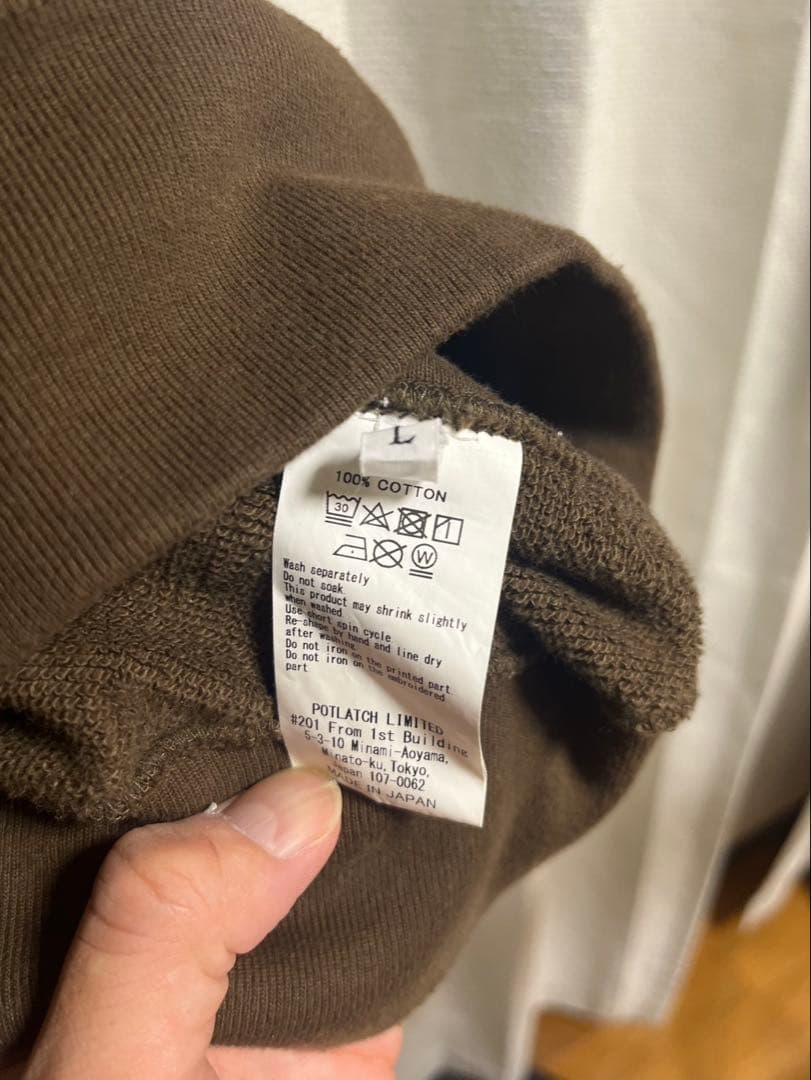 L
100% COTTON
30
W
Wash separately
Do not soak
This product may shrink slightly
when washed
Use short spin cycle
Re-shape by hand and line dry
after washing
Do not iron on the printed part
Do not iron on the embroidered
part
POTLATCH LIMITED
#201 From 1st Building
5-3-10 Minami-Aoyama,
Minato-ku, Tokyo,
Japan 107-0062
MADE IN JAPAN